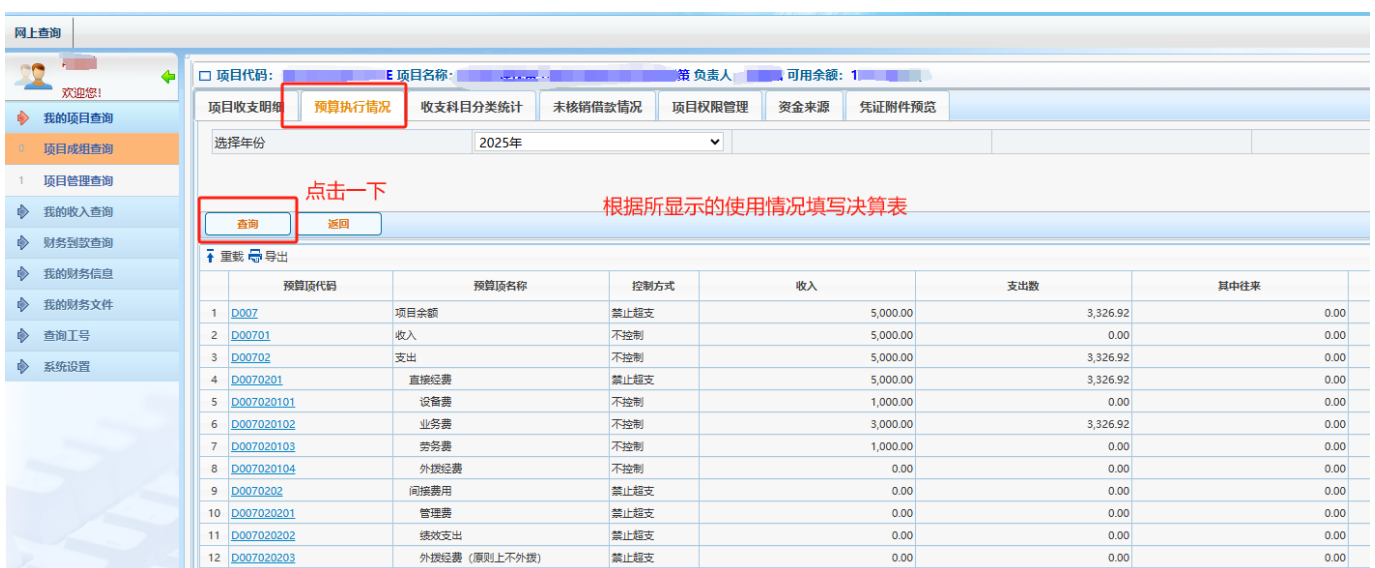 网上查询
欢迎您!
我的项目查询
0 项目成组查询
1 项目管理查询
我的收入查询
财务到款查询
我的财务信息
我的财务文件
查询工号
系统设置
项目代码: E 项目名称: 策 负责人 可用余额: 1
项目收支明细 预算执行情况 收支科目分类统计 未核销借款情况 项目权限管理 资金来源 凭证附件预览
选择年份 2025年
点击一下
根据所显示的使用情况填写决算表
查询 返回
重载 导出
预算项代码 预算项名称 控制方式 收入 支出数 其中往来
1 D007 项目余额 禁止超支 5,000.00 3,326.92 0.00
2 D00701 收入 不控制 5,000.00 0.00 0.00
3 D00702 支出 不控制 5,000.00 3,326.92 0.00
4 D0070201 直接经费 禁止超支 5,000.00 3,326.92 0.00
5 D007020101 设备费 不控制 1,000.00 0.00 0.00
6 D007020102 业务费 不控制 3,000.00 3,326.92 0.00
7 D007020103 劳务费 不控制 1,000.00 0.00 0.00
8 D007020104 外拨经费 不控制 0.00 0.00 0.00
9 D0070202 间接费用 禁止超支 0.00 0.00 0.00
10 D007020201 管理费 禁止超支 0.00 0.00 0.00
11 D007020202 绩效支出 禁止超支 0.00 0.00 0.00
12 D007020203 外拨经费（原则上不外拨） 禁止超支 0.00 0.00 0.00